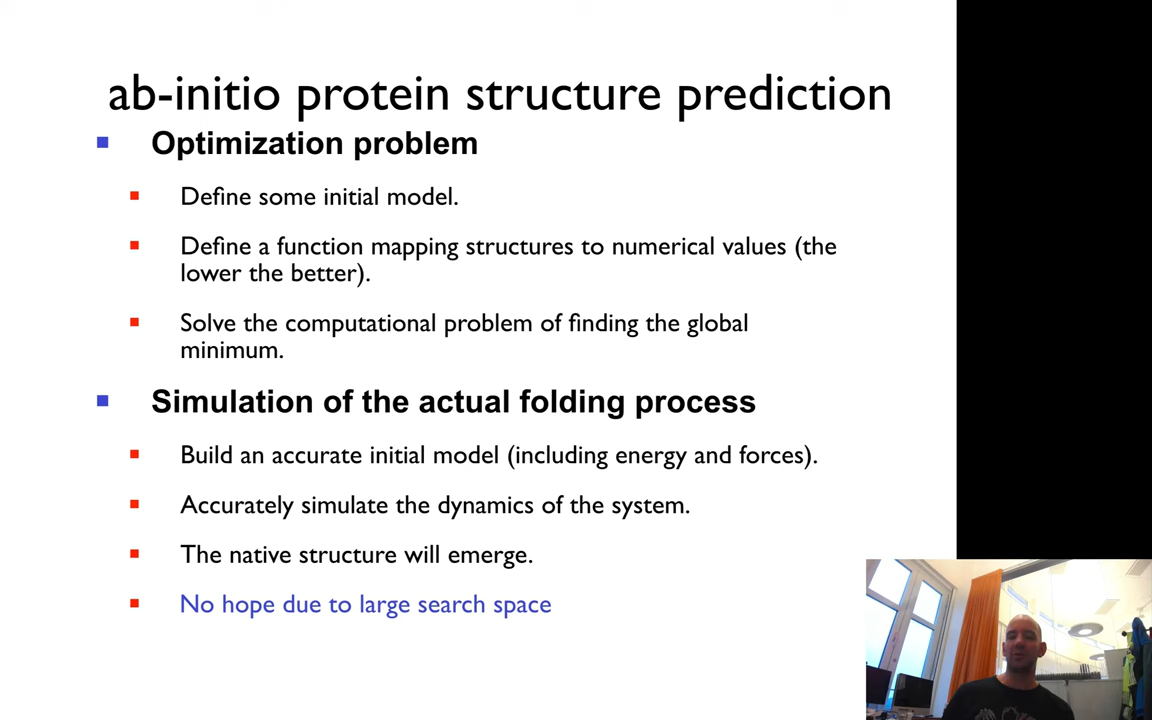 ab-initio protein structure prediction
Optimization problem
Define some initial model.
Define a function mapping structures to numerical values (the
lower the better).
Solve the computational problem of finding the global
minimum.
Simulation of the actual folding process
Build an accurate initial model (including energy and forces).
Accurately simulate the dynamics of the system.
The native structure will emerge.
No hope due to large search space